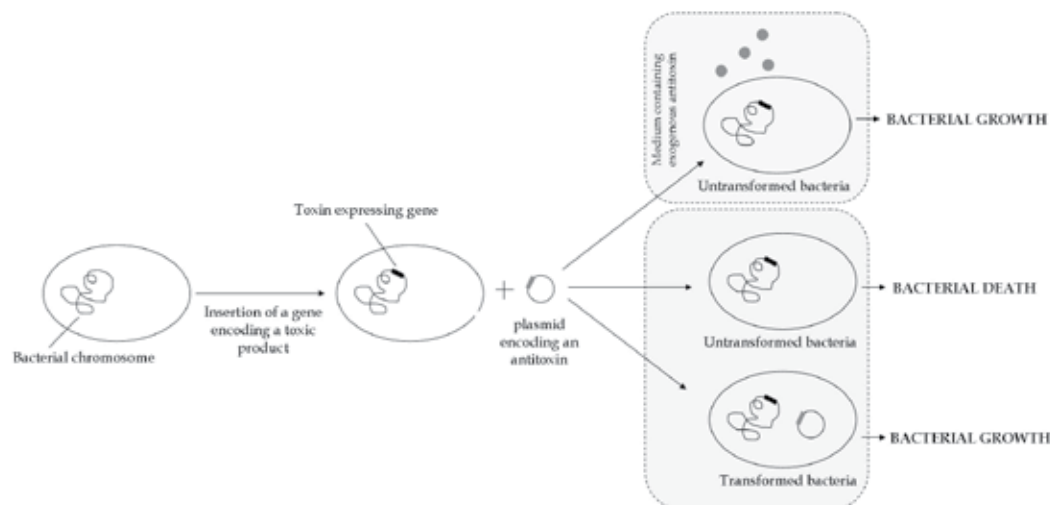 Medium containing
exogenous antitoxin
BACTERIAL GROWTH
Untransformed bacteria
Toxin expressing gene
Insertion of a gene
encoding a toxic
product
Bacterial chromosome
+
plasmid
encoding an
antitoxin
BACTERIAL DEATH
Untransformed bacteria
BACTERIAL GROWTH
Transformed bacteria